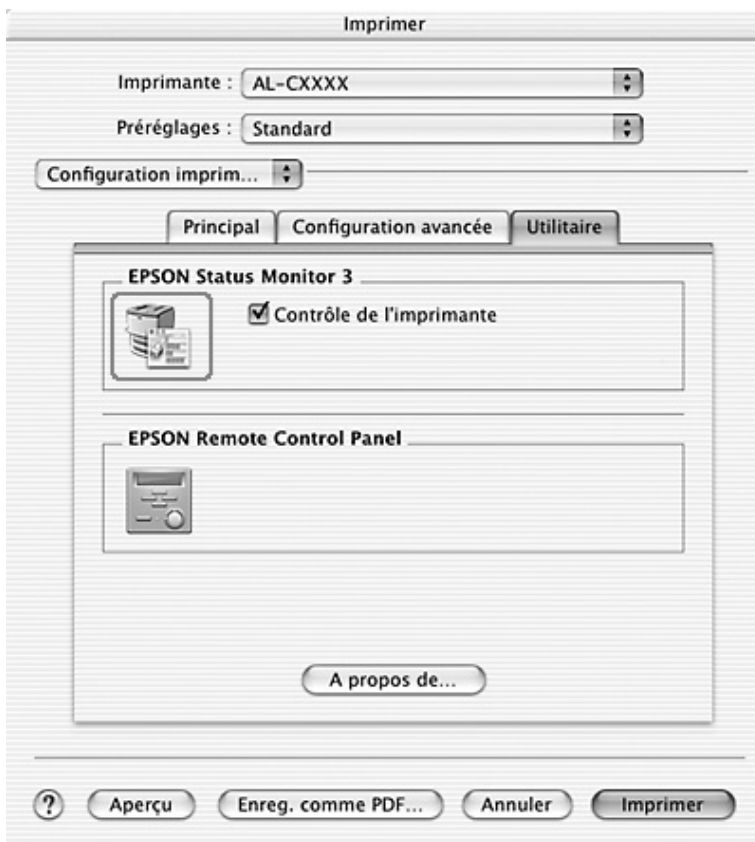 Imprimer
Imprimante : AL-CXXXX
Préréglages : Standard
Configuration imprim...
Principal Configuration avancée Utilitaire
EPSON Status Monitor 3
Contrôle de l'imprimante
EPSON Remote Control Panel
A propos de...
? Aperçu Enreg. comme PDF... Annuler Imprimer